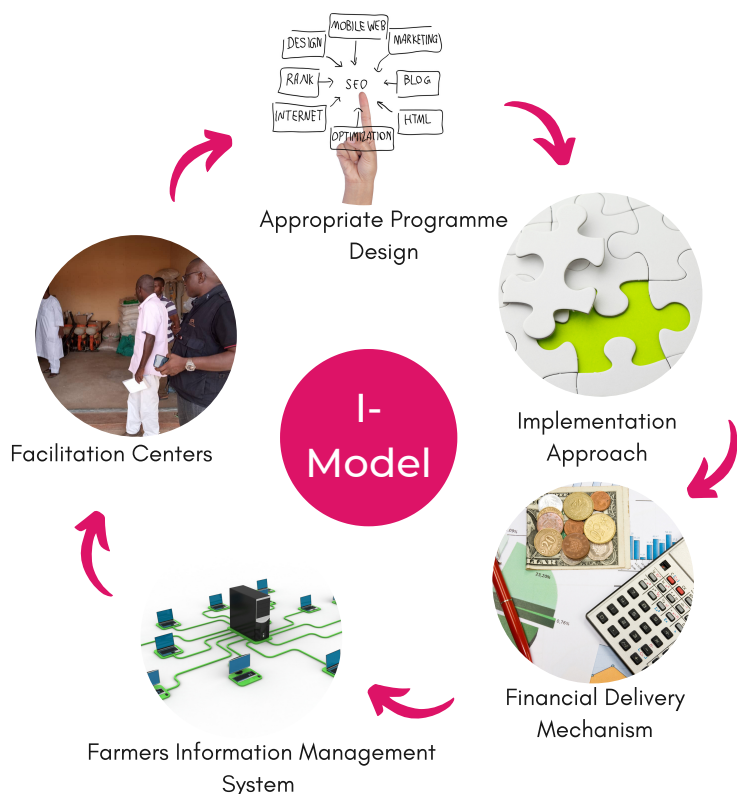 MOBILE WEB
DESIGN
MARKETING
RANK
SEO
BLOG
INTERNET
HTML
OPTIMIZATION
Appropriate Programme
Design
Implementation
Approach
Facilitation Centers
I-
Model
Financial Delivery
Mechanism
Farmers Information Management
System